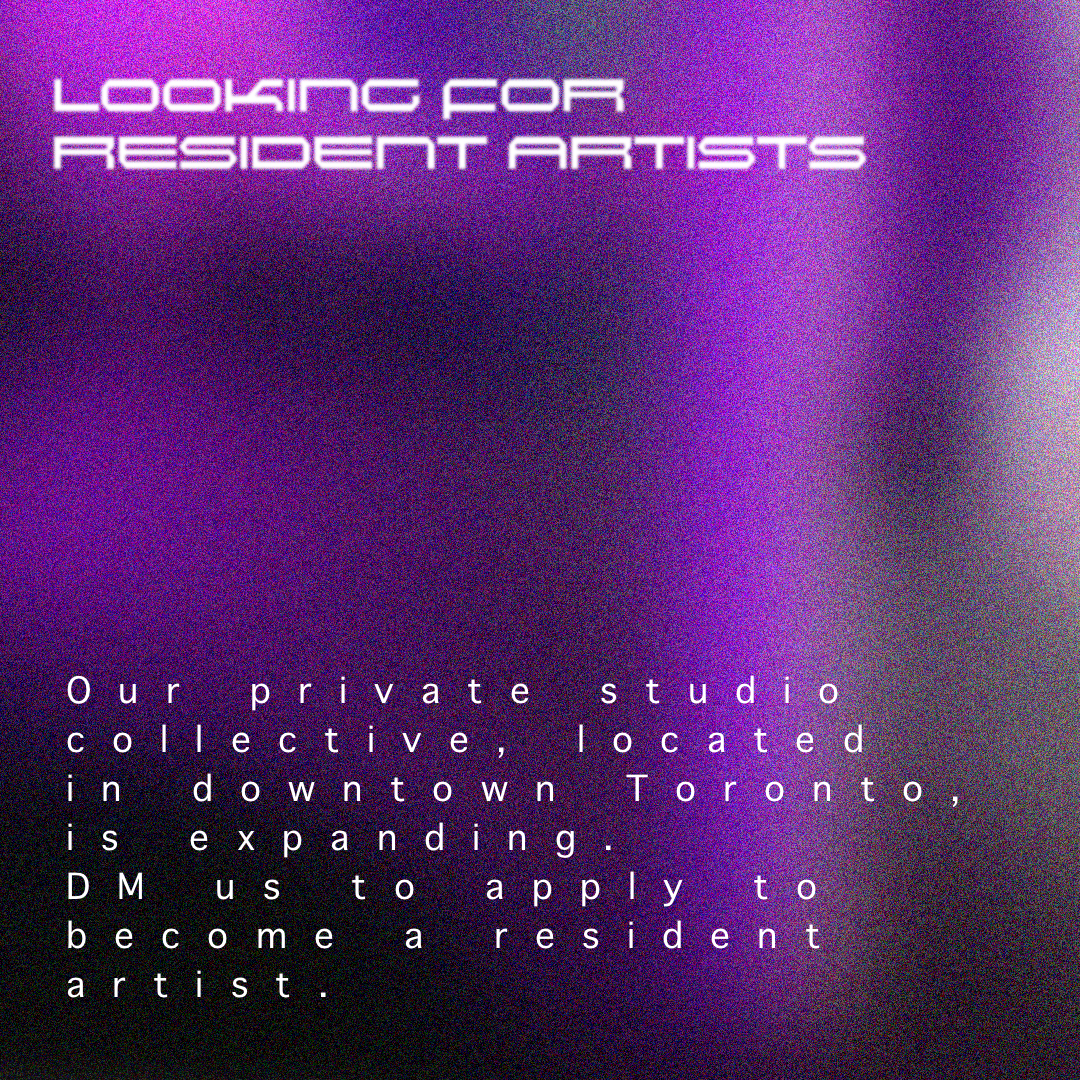 LOOKING FOR
RESIDENT ARTISTS
Our private studio
collective, located
in downtown Toronto,
is expanding.
DM us to apply to
become a resident
artist.